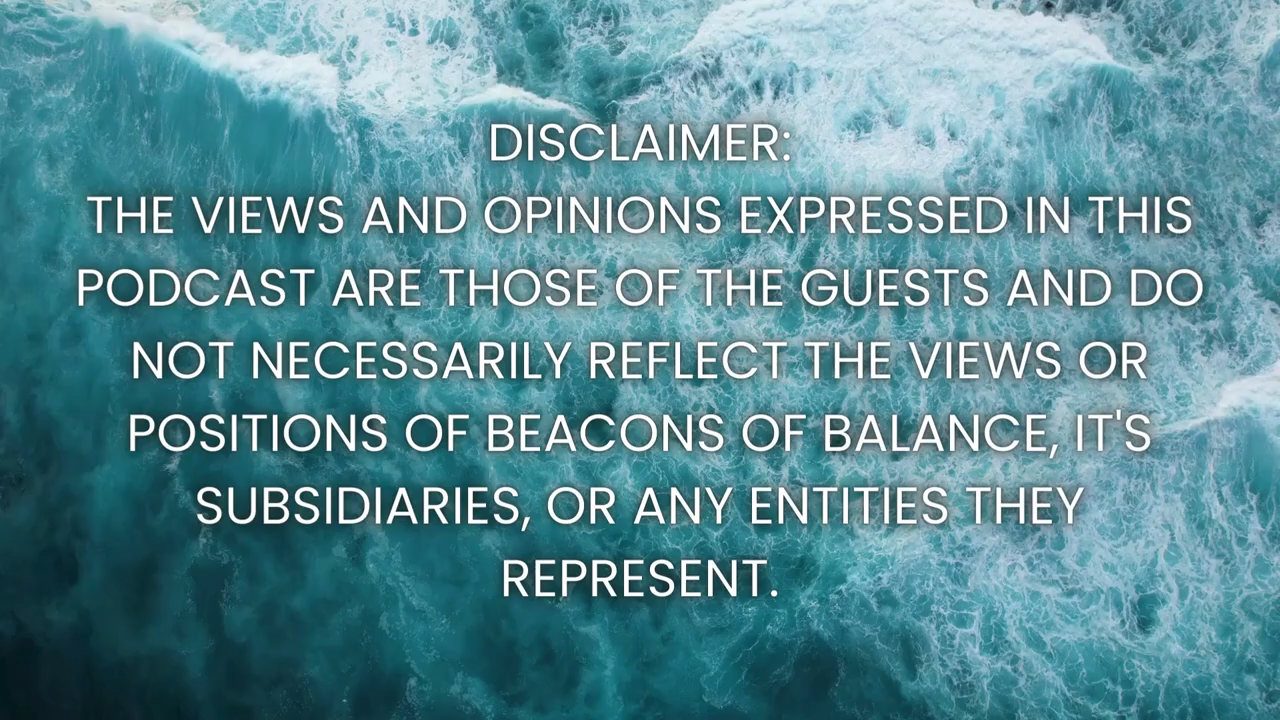 DISCLAIMER:
THE VIEWS AND OPINIONS EXPRESSED IN THIS
PODCAST ARE THOSE OF THE GUESTS AND DO
NOT NECESSARILY REFLECT THE VIEWS OR
POSITIONS OF BEACONS OF BALANCE, IT'S
SUBSIDIARIES, OR ANY ENTITIES THEY
REPRESENT.